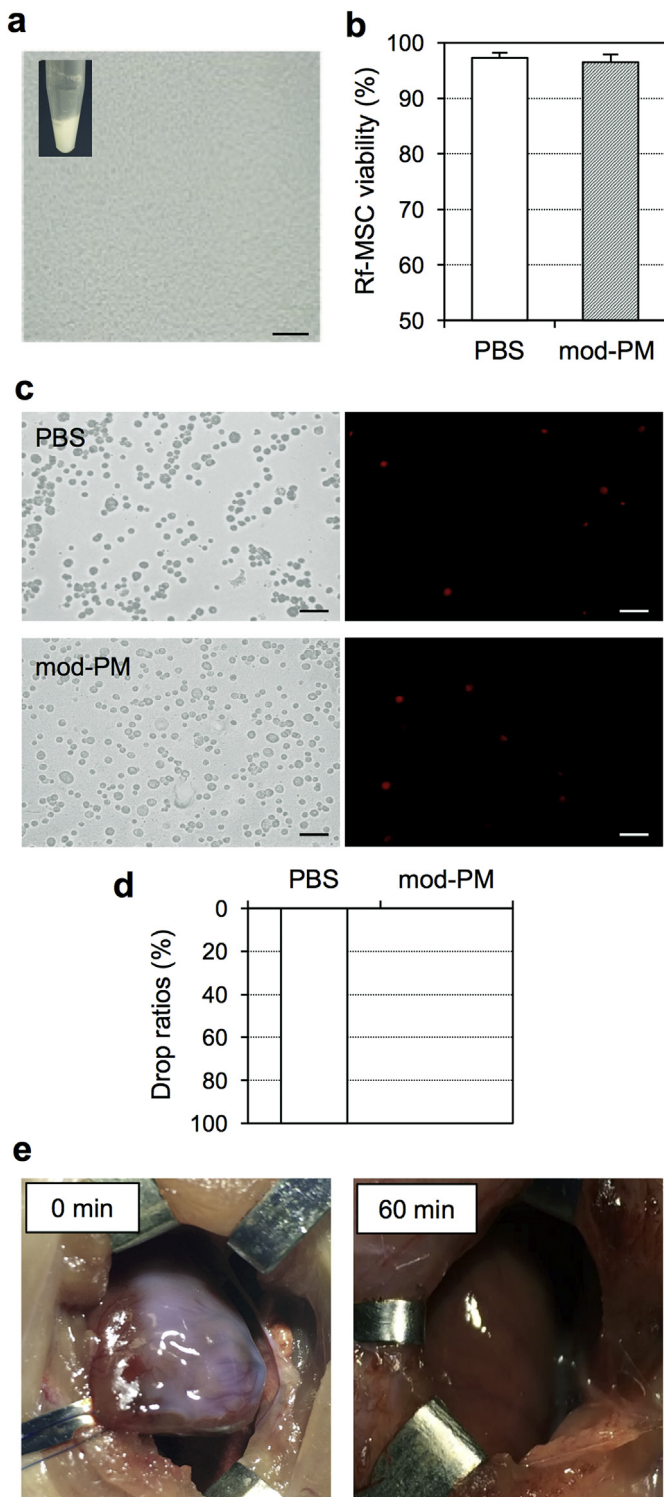 a
b
Rf-MSC viability (%)
100
90
80
70
60
50
PBS
mod-PM
c
PBS
mod-PM
d
PBS
mod-PM
Drop ratios (%)
0
20
40
60
80
100
e
0 min
60 min